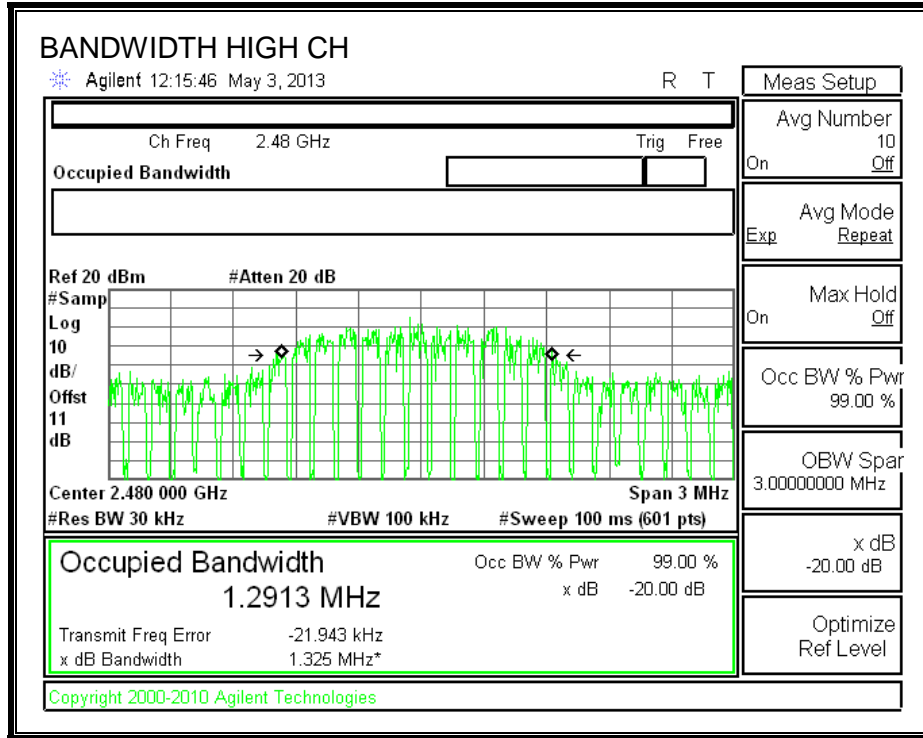 BANDWIDTH HIGH CH
Agilent 12:15:46 May 3, 2013 R T
Ch Freq 2.48 GHz Trig Free
Occupied Bandwidth
Ref 20 dBm #Atten 20 dB
#Samp
Log
10
dB/
Offst
11
dB
Center 2.480 000 GHz Span 3 MHz
#Res BW 30 kHz #VBW 100 kHz #Sweep 100 ms (601 pts)
Occupied Bandwidth Occ BW % Pwr 99.00 %
1.2913 MHz x dB -20.00 dB
Transmit Freq Error -21.943 kHz
x dB Bandwidth 1.325 MHz*
Copyright 2000-2010 Agilent Technologies
Meas Setup
Avg Number
10
On Off
Avg Mode
Exp Repeat
Max Hold
On Off
Occ BW % Pwr
99.00 %
OBW Span
3.00000000 MHz
x dB
-20.00 dB
Optimize
Ref Level